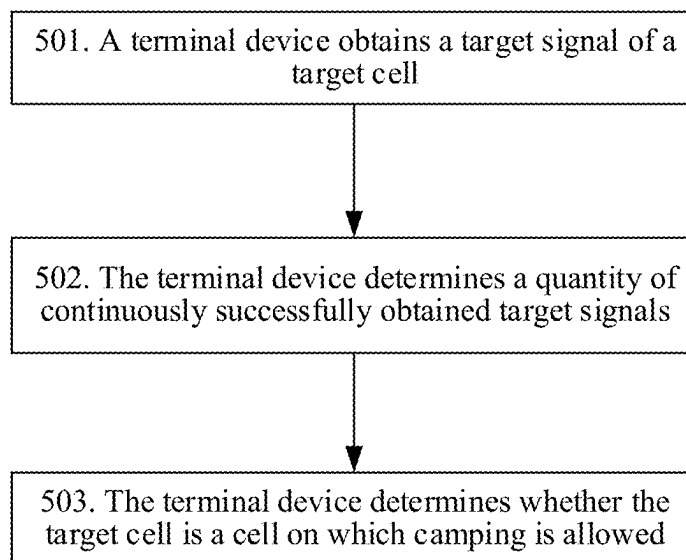 501. A terminal device obtains a target signal of a
target cell
502. The terminal device determines a quantity of
continuously successfully obtained target signals
503. The terminal device determines whether the
target cell is a cell on which camping is allowed